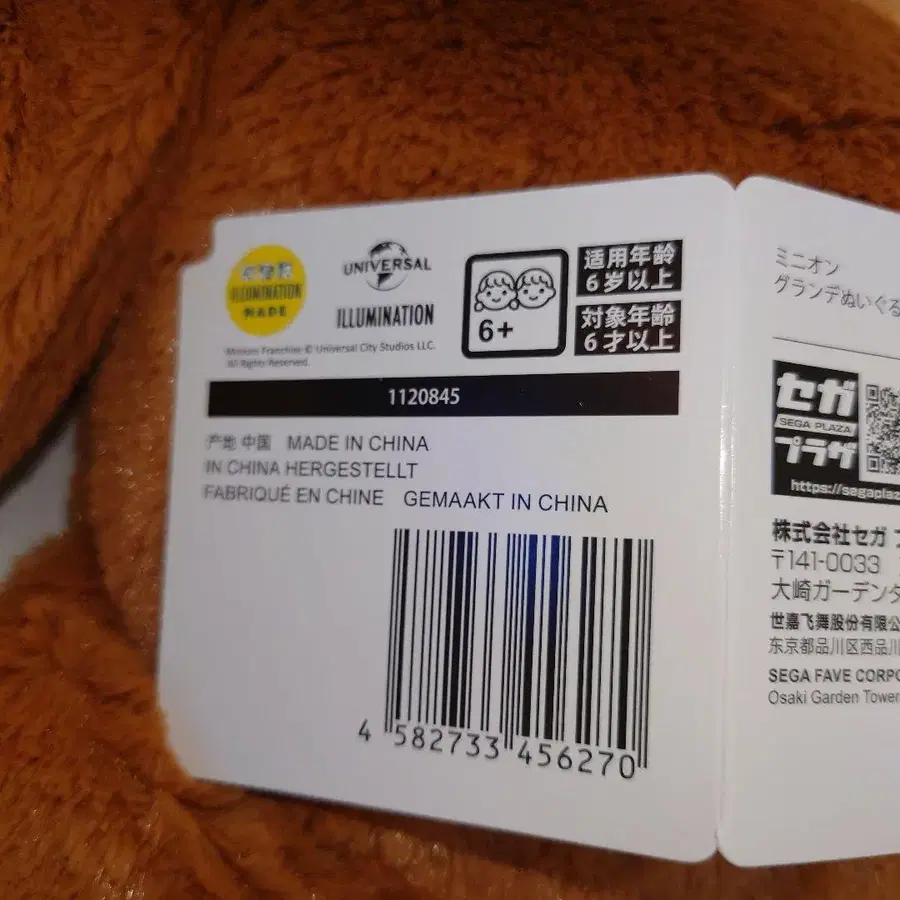 ILLUMINATION
MADE
UNIVERSAL
ILLUMINATION
Minions Franchise © Universal City Studios LLC.
All Rights Reserved.
6+
适用年龄
6岁以上
対象年齢
6才以上
1120845
产地 中国 MADE IN CHINA
IN CHINA HERGESTELLT
FABRIQUÉ EN CHINE GEMAAKT IN CHINA
4 582733 456270
ミニオン
グランデぬいぐる
セガ
SEGA PLAZA
プラザ
https://segaplaz
株式会社セガ
〒141-0033
大崎ガーデンタ
世嘉飞舞股份有限公
东京都品川区西品川
SEGA FAVE CORPO
Osaki Garden Tower